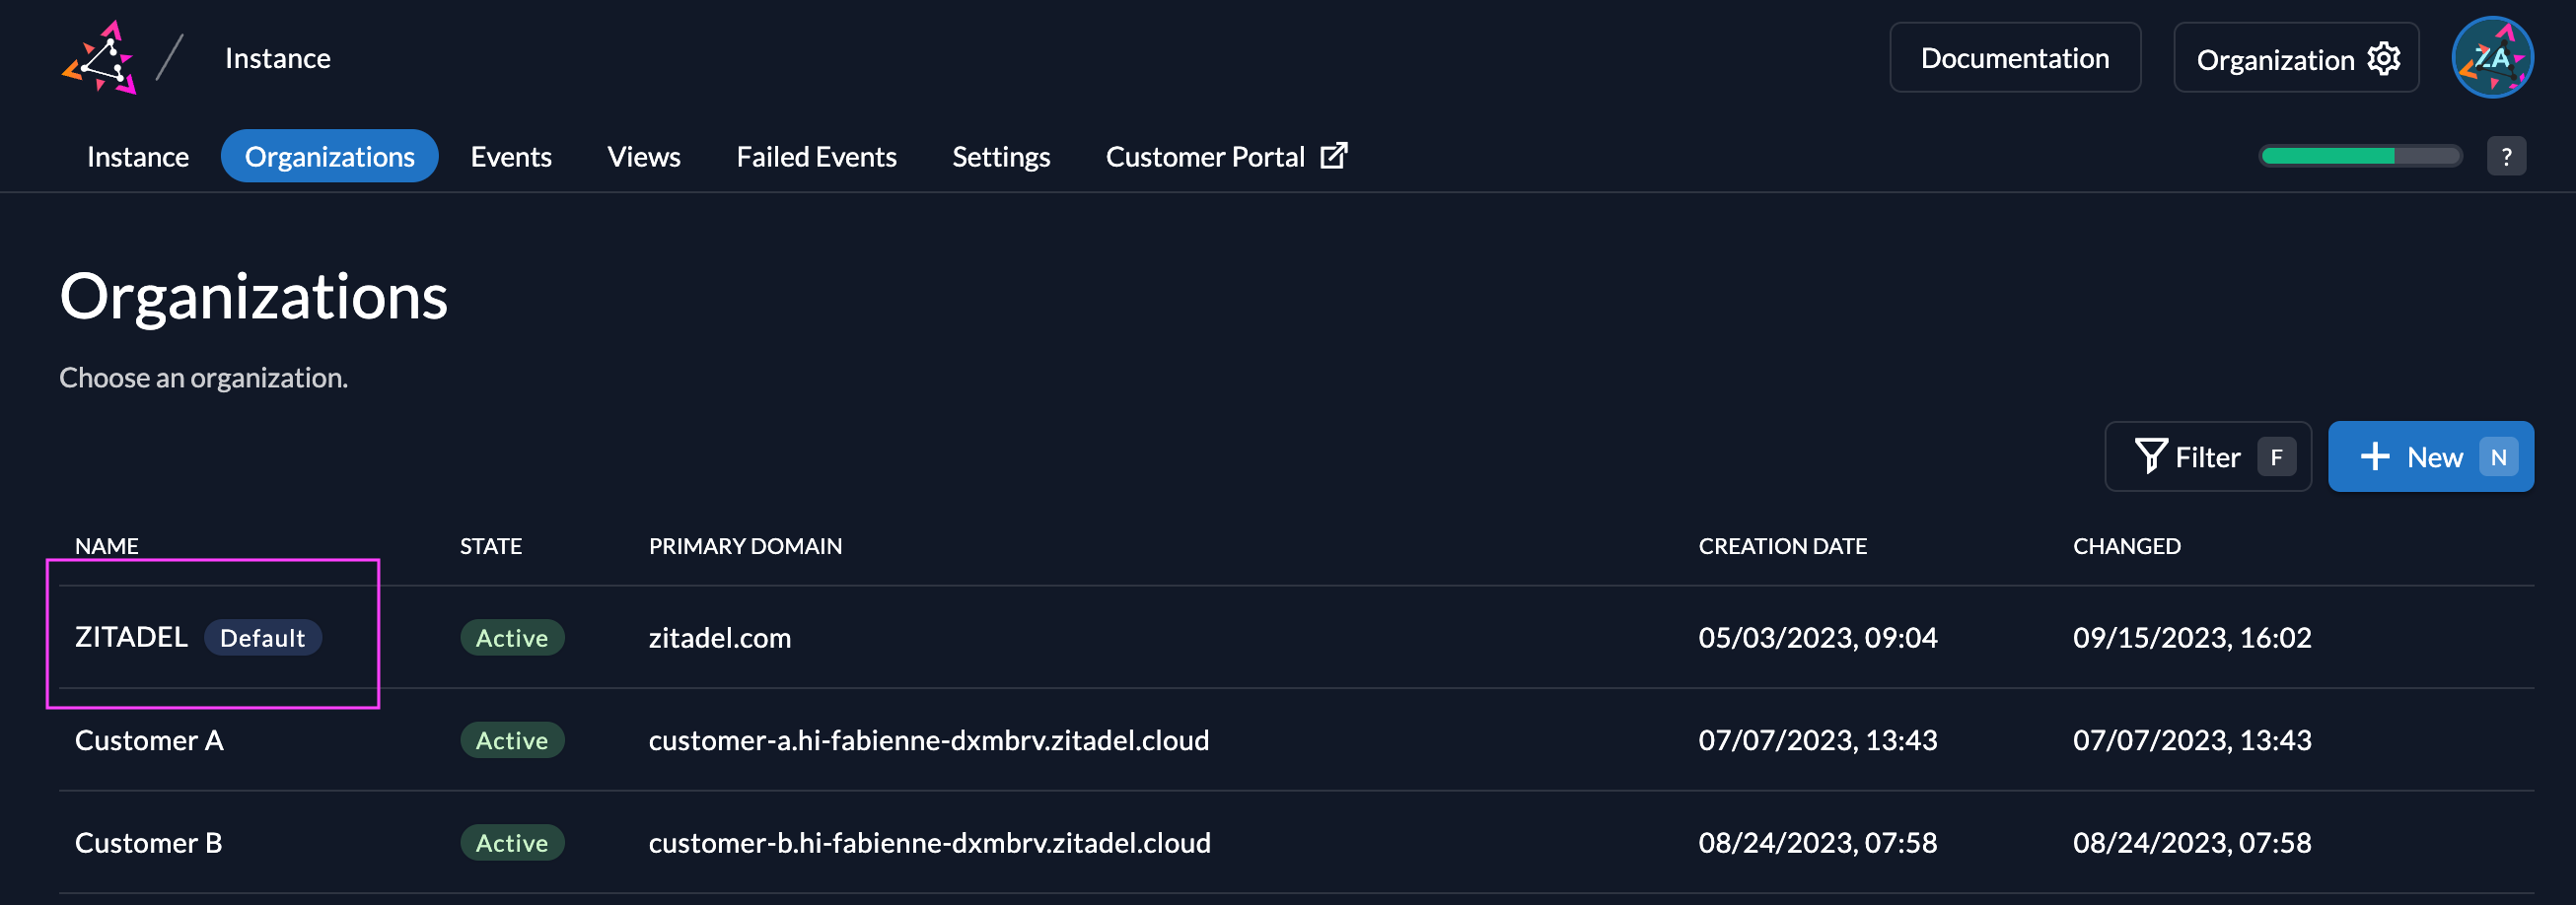 Instance
Documentation
Organization
ZA
Instance Organizations Events Views Failed Events Settings Customer Portal ?
Organizations
Choose an organization.
Filter F + New N
NAME STATE PRIMARY DOMAIN CREATION DATE CHANGED
ZITADEL Default Active zitadel.com 05/03/2023, 09:04 09/15/2023, 16:02
Customer A Active customer-a.hi-fabienne-dxmbrv.zitadel.cloud 07/07/2023, 13:43 07/07/2023, 13:43
Customer B Active customer-b.hi-fabienne-dxmbrv.zitadel.cloud 08/24/2023, 07:58 08/24/2023, 07:58